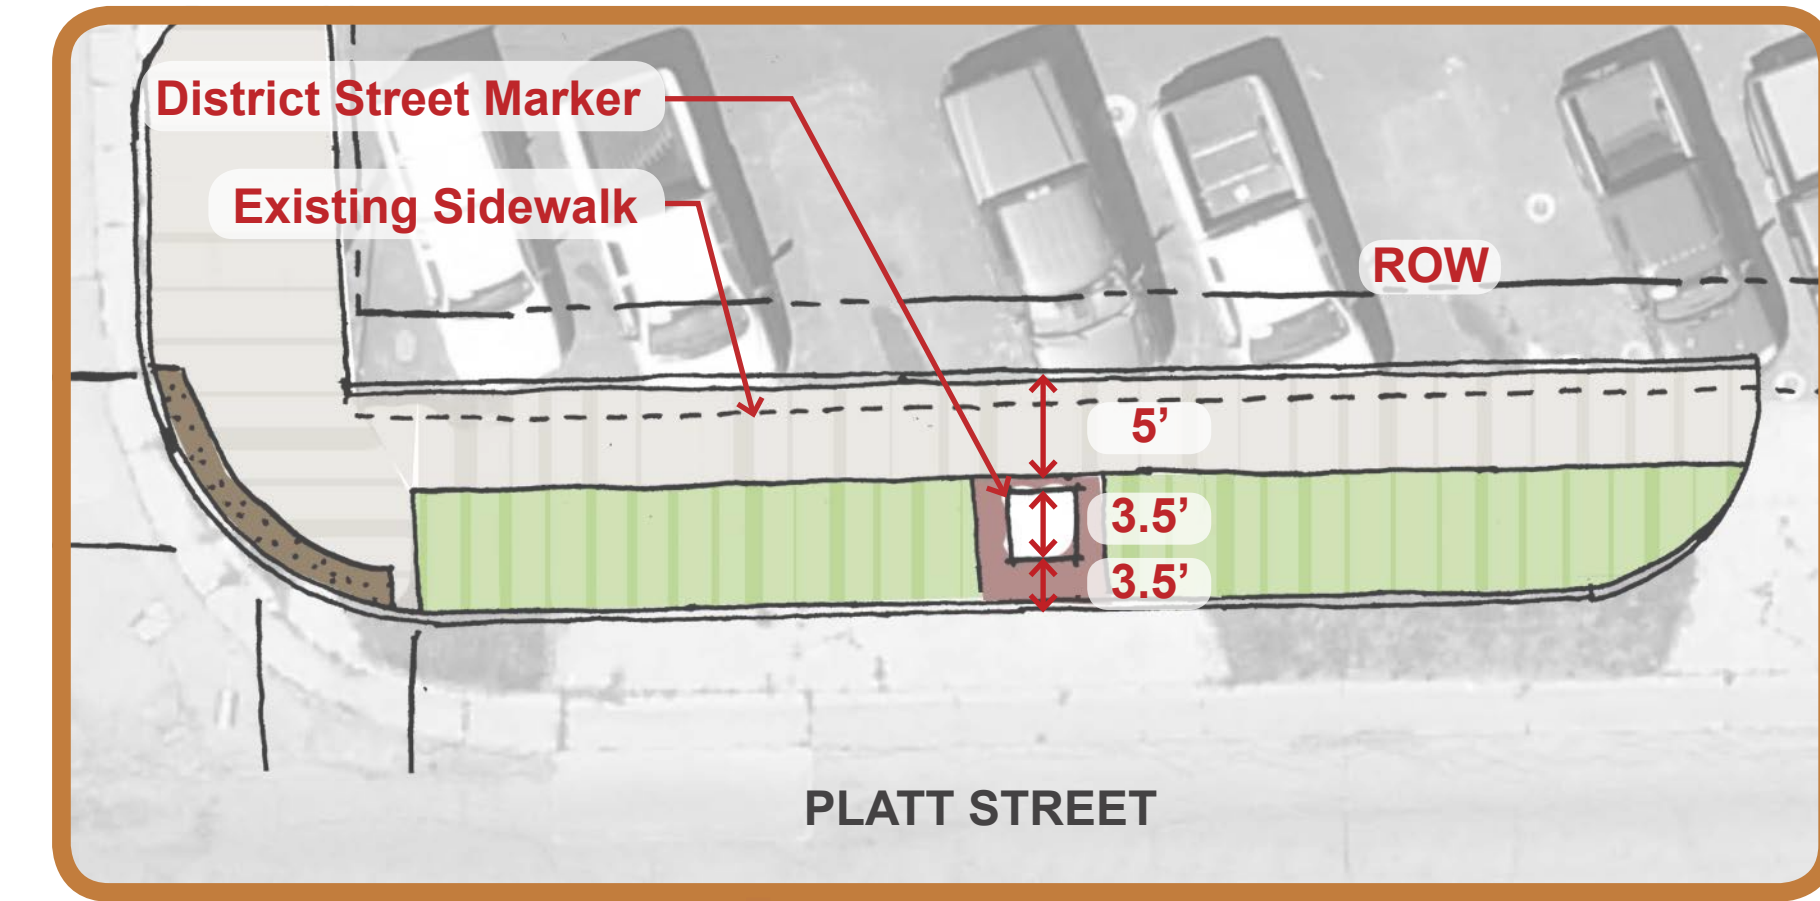 District Street Marker
Existing Sidewalk
ROW
5’
3.5’
3.5’
PLATT STREET